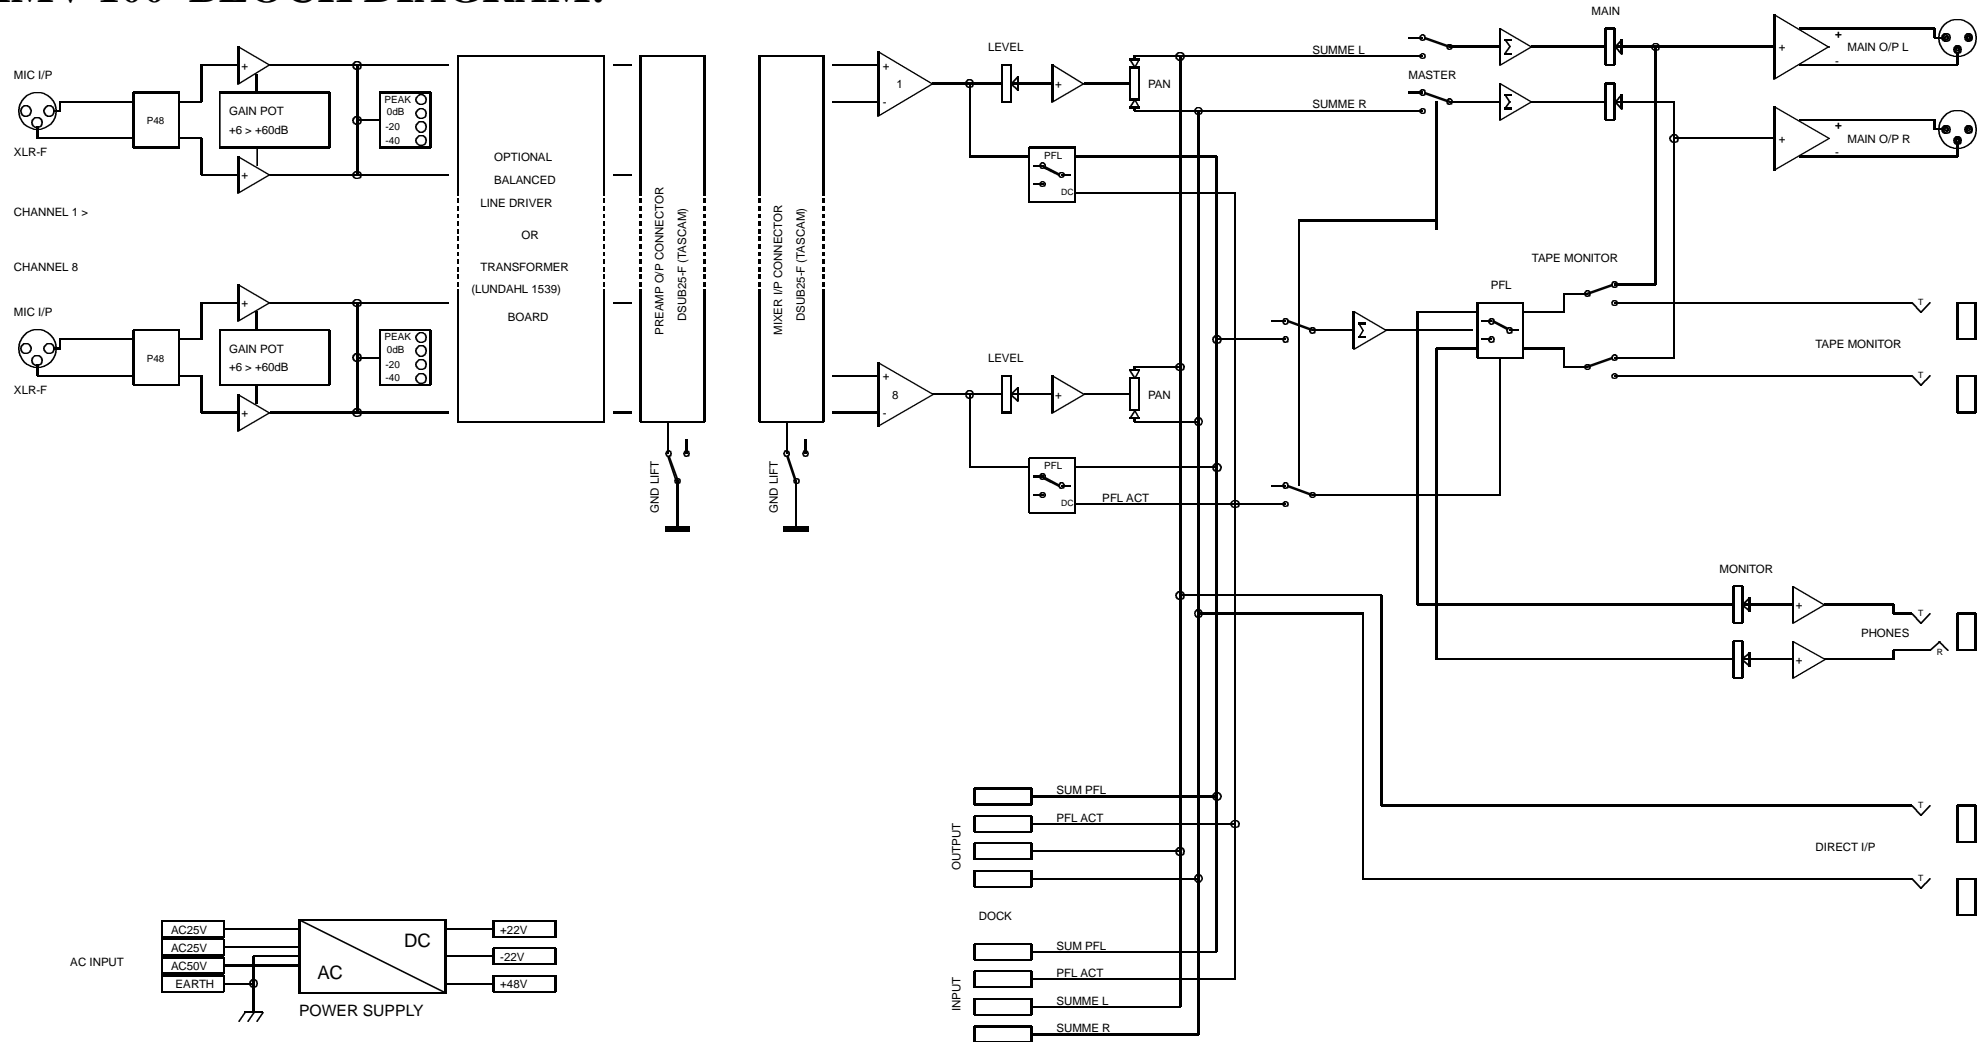 BLOCK DIAGRAM:
MIC I/P
XLR-F
P48
+
+
GAIN POT
+6 > +60dB
PEAK
0dB
-20
-40
CHANNEL 1 >
CHANNEL 8
MIC I/P
XLR-F
P48
+
+
GAIN POT
+6 > +60dB
PEAK
0dB
-20
-40
OPTIONAL
BALANCED
LINE DRIVER
OR
TRANSFORMER
(LUNDAHL 1539)
BOARD
PREAMP O/P CONNECTOR
DSUB25-F (TASCAM)
GND LIFT
MIXER I/P CONNECTOR
DSUB25-F (TASCAM)
GND LIFT
+
-
1
LEVEL
+
PAN
PFL
DC
+
-
8
LEVEL
+
PAN
PFL
DC
PFL ACT
SUMME L
SUMME R
MASTER
Σ
Σ
MAIN
+
+
-
MAIN O/P L
+
+
-
MAIN O/P R
Σ
PFL
TAPE MONITOR
T
TAPE MONITOR
T
MONITOR
+
T
PHONES
+
R
T
DIRECT I/P
T
OUTPUT
SUM PFL
PFL ACT
DOCK
INPUT
SUM PFL
PFL ACT
SUMME L
SUMME R
AC INPUT
AC25V
AC25V
AC50V
EARTH
AC
DC
POWER SUPPLY
+22V
-22V
+48V